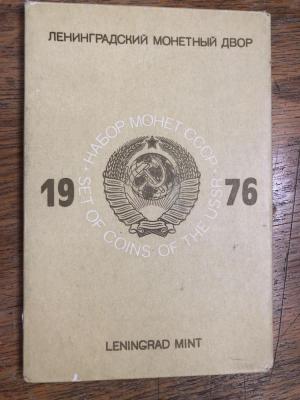 ЛЕНИНГРАДСКИЙ МОНЕТНЫЙ ДВОР
· НАБОР МОНЕТ СССР ·
19 76
SET OF COINS OF THE USSR
LENINGRAD MINT